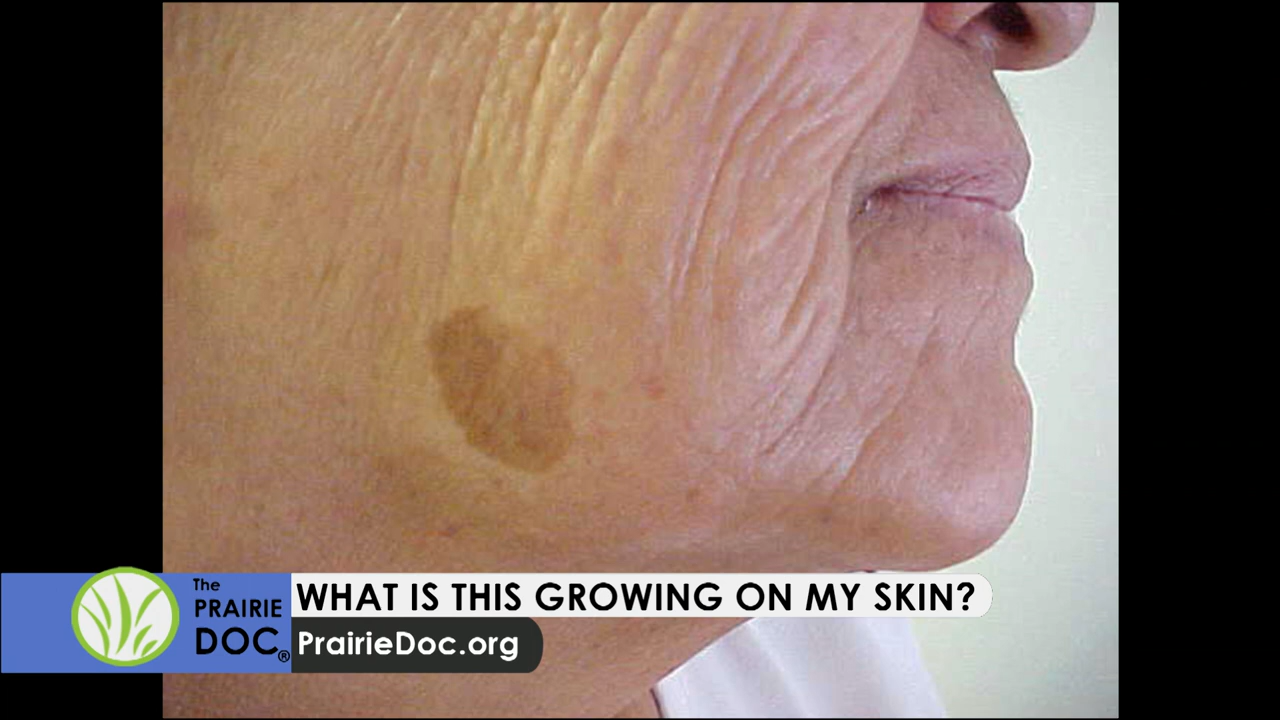 The
PRAIRIE
DOC®
WHAT IS THIS GROWING ON MY SKIN?
PrairieDoc.org